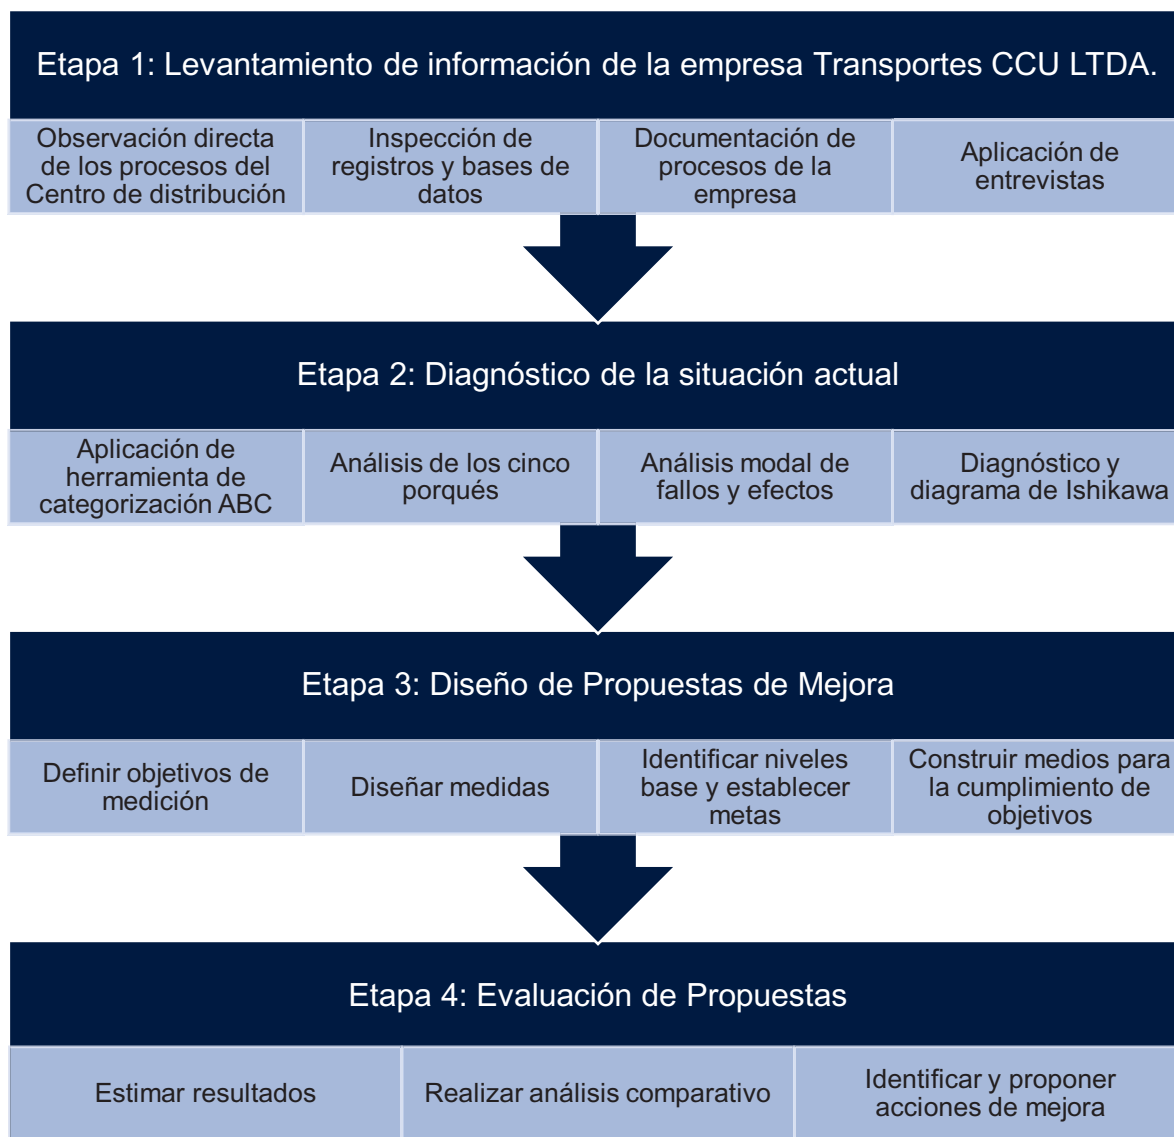 Etapa 1: Levantamiento de información de la empresa Transportes CCU LTDA.
Observación directa
de los procesos del
Centro de distribución
Inspección de
registros y bases de
datos
Documentación de
procesos de la
empresa
Aplicación de
entrevistas
Etapa 2: Diagnóstico de la situación actual
Aplicación de
herramienta de
categorización ABC
Análisis de los cinco
porqués
Análisis modal de
fallos y efectos
Diagnóstico y
diagrama de Ishikawa
Etapa 3: Diseño de Propuestas de Mejora
Definir objetivos de
medición
Diseñar medidas
Identificar niveles
base y establecer
metas
Construir medios para
la cumplimiento de
objetivos
Etapa 4: Evaluación de Propuestas
Estimar resultados
Realizar análisis comparativo
Identificar y proponer
acciones de mejora